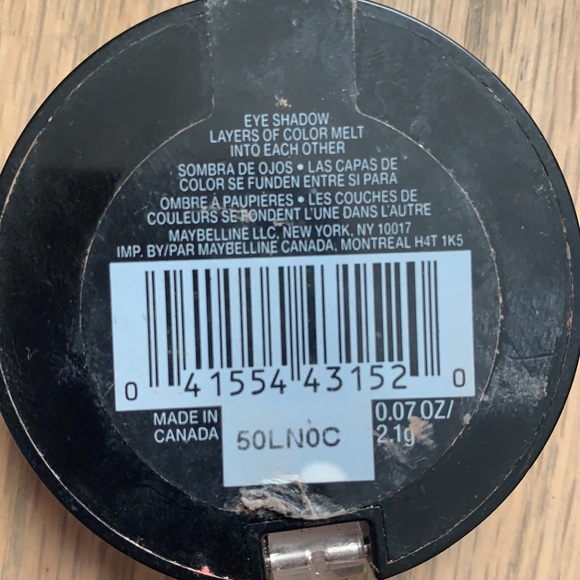 EYE SHADOW
LAYERS OF COLOR MELT
INTO EACH OTHER
SOMBRA DE OJOS • LAS CAPAS DE
COLOR SE FUNDEN ENTRE SI PARA
OMBRE À PAUPIÈRES • LES COUCHES DE
COULEURS SE FONDENT L'UNE DANS L'AUTRE
MAYBELLINE LLC, NEW YORK, NY 10017
IMP. BY/PAR MAYBELLINE CANADA, MONTREAL H4T 1K5
0 41554 43152 0
MADE IN
CANADA
50LN0C
0.07 OZ/
2.1g